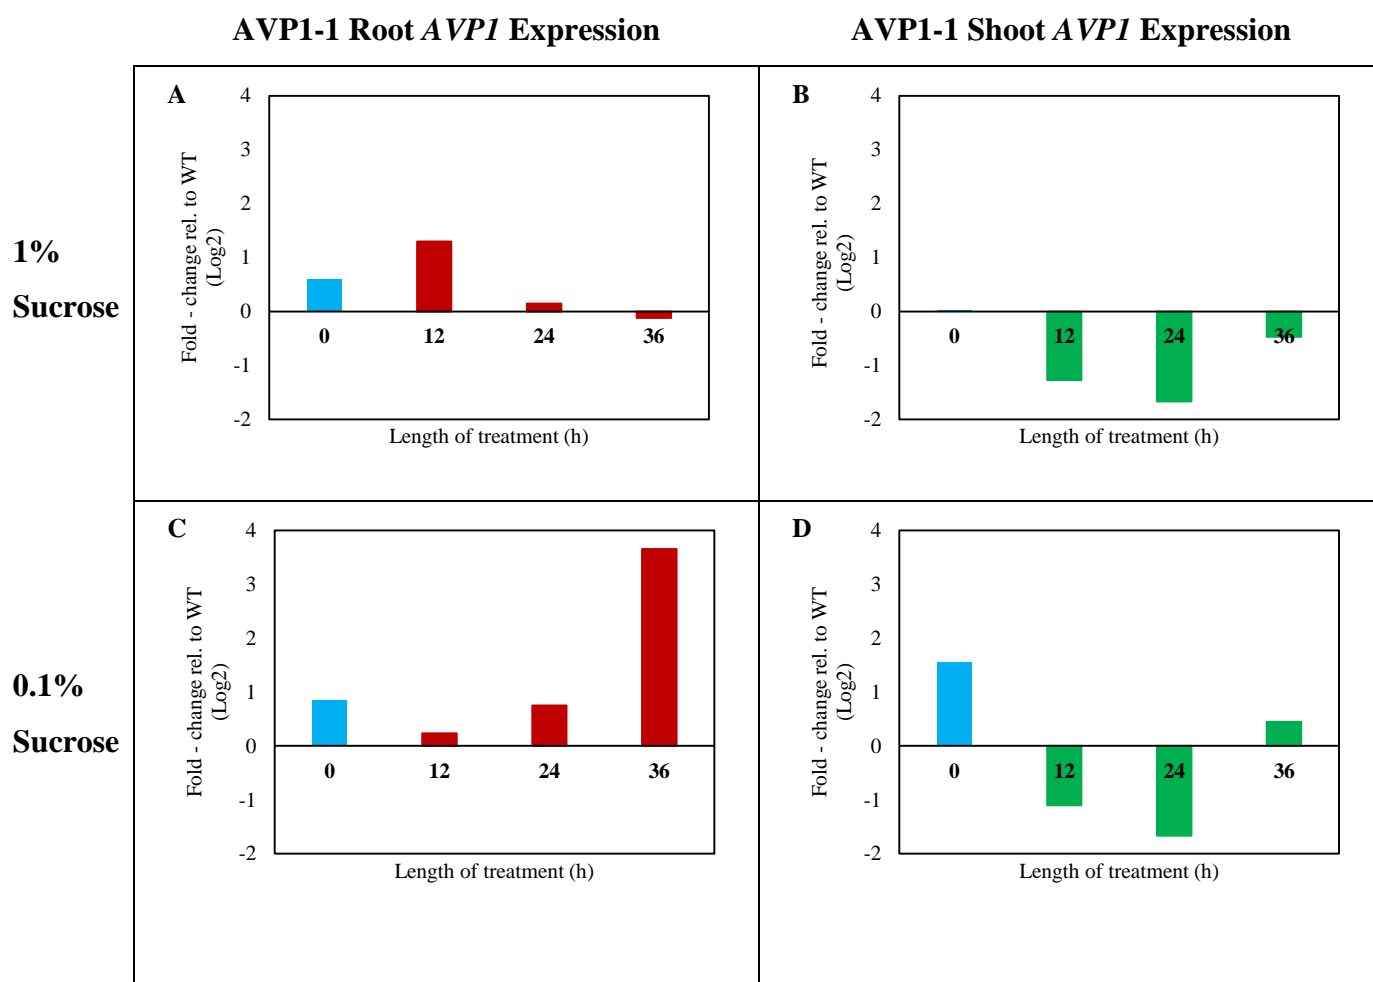 AVP1-1 Root AVP1 Expression
AVP1-1 Shoot AVP1 Expression
1%
Sucrose
A
Fold - change rel. to WT
(Log2)
4
3
2
1
0
-1
-2
0
12
24
36
Length of treatment (h)
B
Fold - change rel. to WT
(Log2)
4
3
2
1
0
-1
-2
0
12
24
36
Length of treatment (h)
0.1%
Sucrose
C
Fold - change rel. to WT
(Log2)
4
3
2
1
0
-1
-2
0
12
24
36
Length of treatment (h)
D
Fold - change rel. to WT
(Log2)
4
3
2
1
0
-1
-2
0
12
24
36
Length of treatment (h)